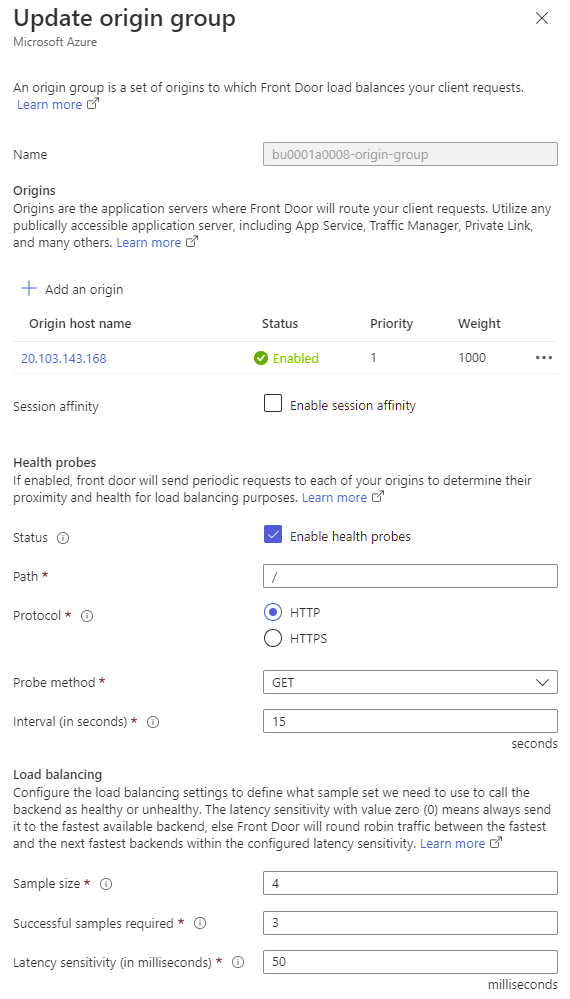 Update origin group
Microsoft Azure
An origin group is a set of origins to which Front Door load balances your client requests.
Learn more
Name
bu0001a0008-origin-group
Origins
Origins are the application servers where Front Door will route your client requests. Utilize any
publically accessible application server, including App Service, Traffic Manager, Private Link,
and many others. Learn more
Add an origin
Origin host name Status Priority Weight
20.103.143.168 Enabled 1 1000 ...
Session affinity Enable session affinity
Health probes
If enabled, front door will send periodic requests to each of your origins to determine their
proximity and health for load balancing purposes. Learn more
Status Enable health probes
Path * /
Protocol * HTTP
HTTPS
Probe method * GET
Interval (in seconds) * 15
seconds
Load balancing
Configure the load balancing settings to define what sample set we need to use to call the
backend as healthy or unhealthy. The latency sensitivity with value zero (0) means always send
it to the fastest available backend, else Front Door will round robin traffic between the fastest
and the next fastest backends within the configured latency sensitivity. Learn more
Sample size * 4
Successful samples required * 3
Latency sensitivity (in milliseconds) * 50
milliseconds